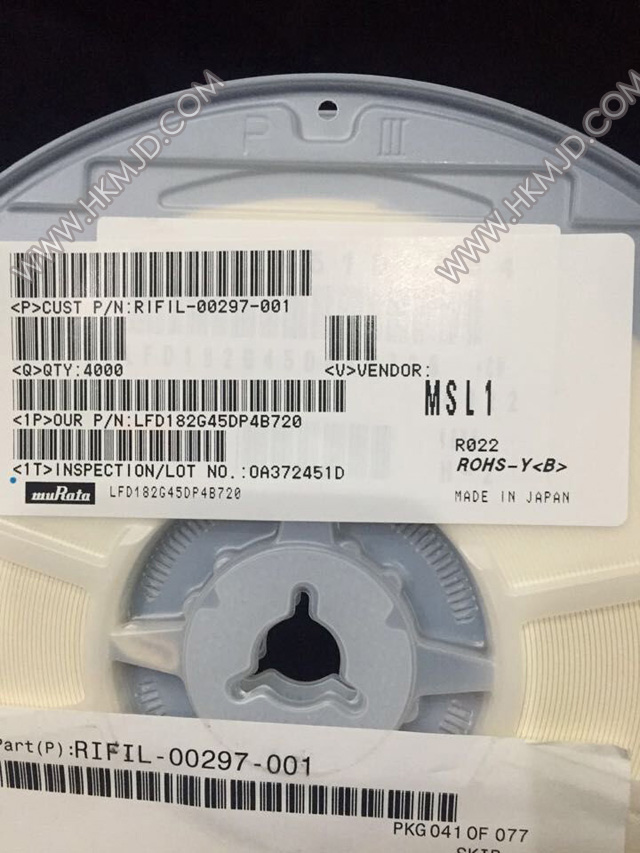 WWW.HKMJD.COM
WWW.HKMJD.COM
P III
<P>CUST P/N:RIFIL-00297-001
<Q>QTY:4000
<V>VENDOR:
MSL1
<1P>OUR P/N:LFD182G45DP4B720
R022
<1T>INSPECTION/LOT NO.:0A372451D
ROHS-Y<B>
muRata LFD182G45DP4B720
MADE IN JAPAN
Part(P):RIFIL-00297-001
PKG 041 OF 077